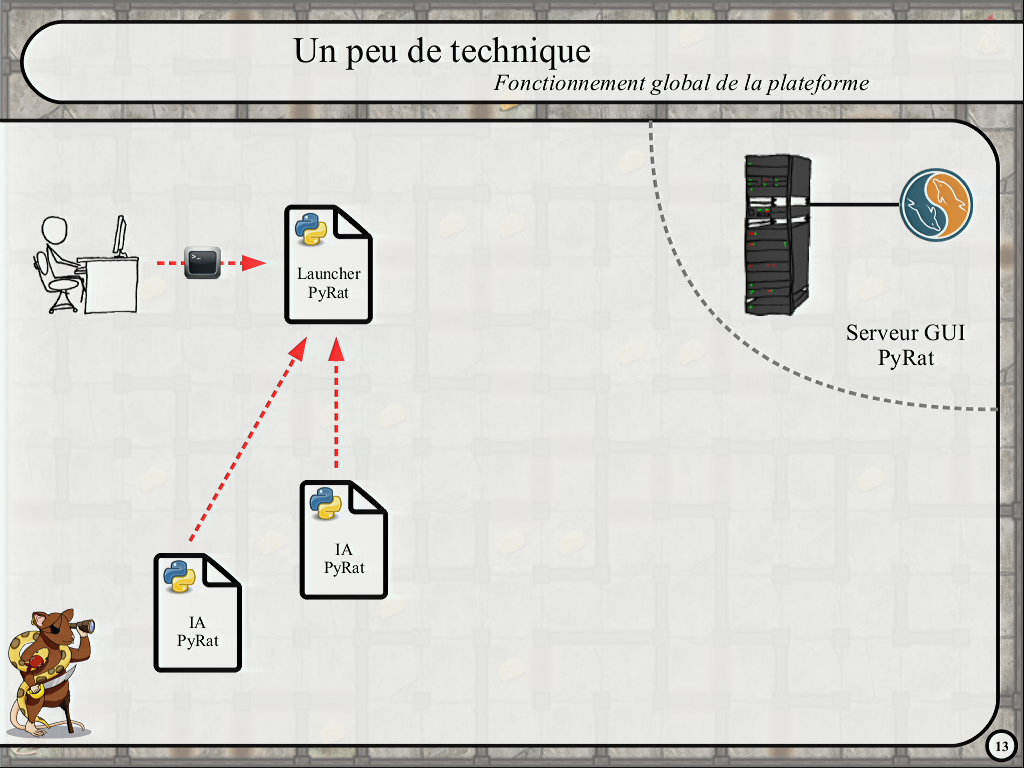 Un peu de technique
Fonctionnement global de la plateforme
>_
Launcher
PyRat
Serveur GUI
PyRat
IA
PyRat
IA
PyRat
13